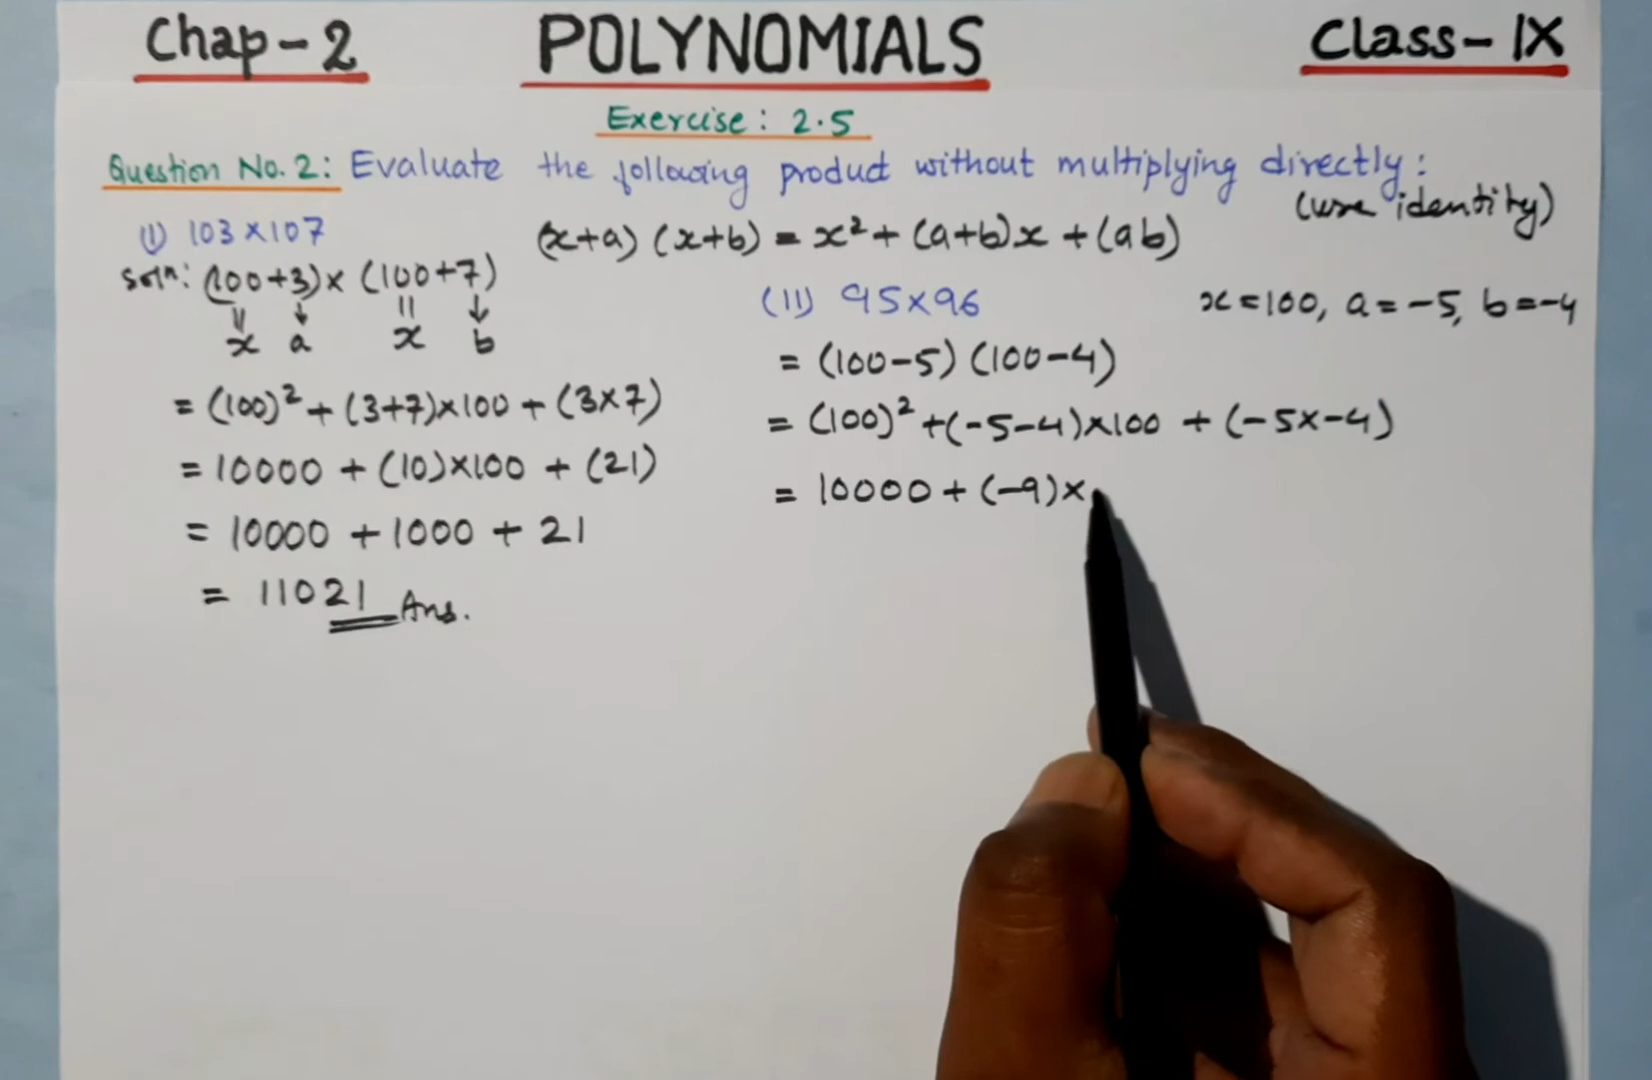 Chap-2 POLYNOMIALS Class-IX
Exercise: 2.5
Question No. 2: Evaluate the following product without multiplying directly:
(use identity)
(i) 103×107
(x+a) (x+b) = x²+ (a+b)x +(ab)
Soln: (100+3)× (100+7)
x a x b
= (100)² + (3+7)×100 + (3×7)
= 10000 + (10)×100 + (21)
= 10000 + 1000 + 21
= 11021 Ans.
(II) 95×96
x=100, a=-5, b=-4
= (100-5) (100-4)
= (100)² +(-5-4)×100 + (-5×-4)
= 10000 + (-9)×